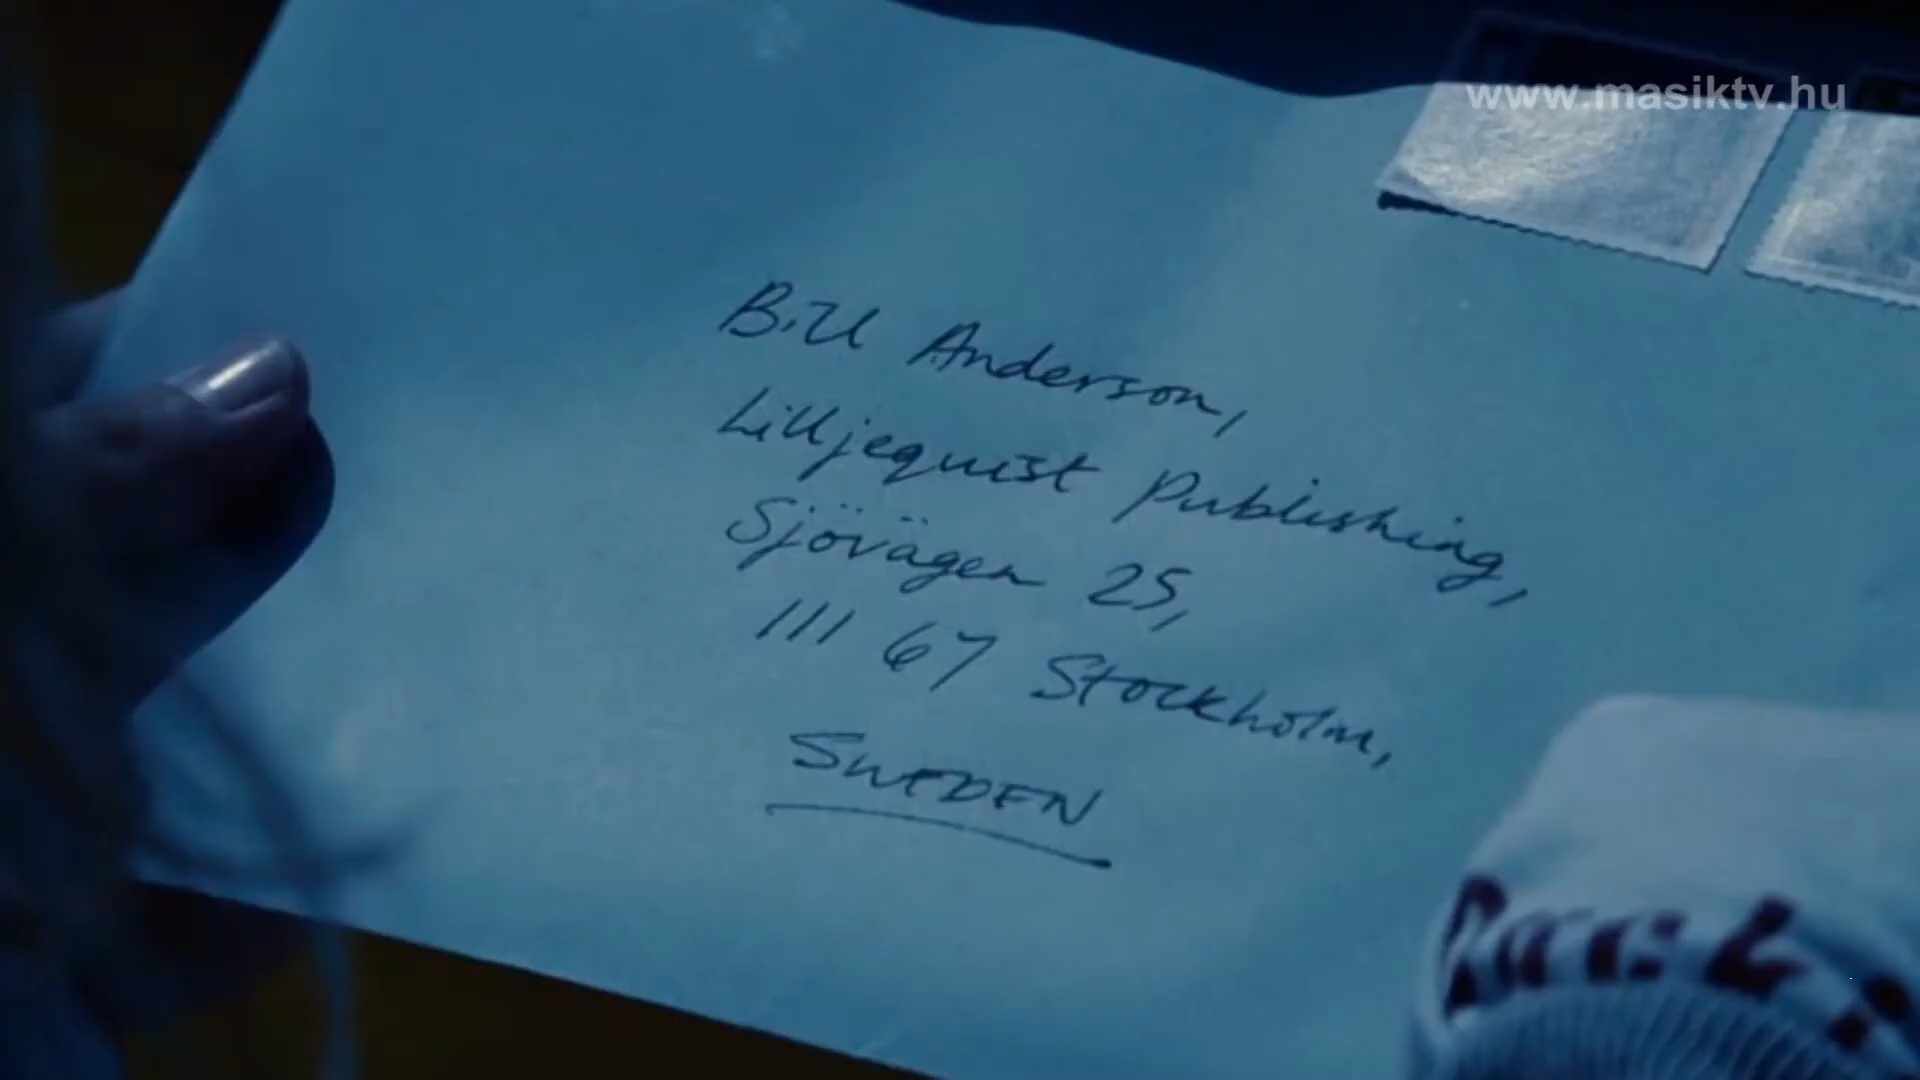 www.masiktv.hu
Bill Anderson,
Lilljequist Publishing,
Sjövägen 25,
111 67 Stockholm,
SWEDEN